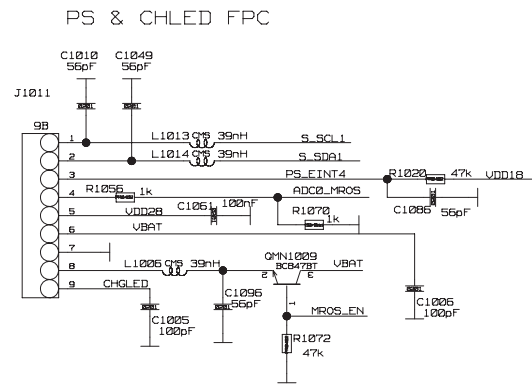 PS & CHLED FPC
C1010 C1049
56pF 56pF
J1011
9B
1 L1013 CMS 39nH S_SCL1
2 L1014 CMS 39nH S_SDA1
3 PS_EINT4 R1020 47k VDD18
4 R1056 1k ADC0_MROS
C1086 56pF
5 VDD28 C1061 100nF R1070 1k
6 VBAT
7
8 L1006 CMS 39nH QMN1009 BC847BT 2 3 VBAT
9 CHGLED
1
C1096
56pF
MROS_EN
C1006
100pF
C1005
100pF
R1072
47k